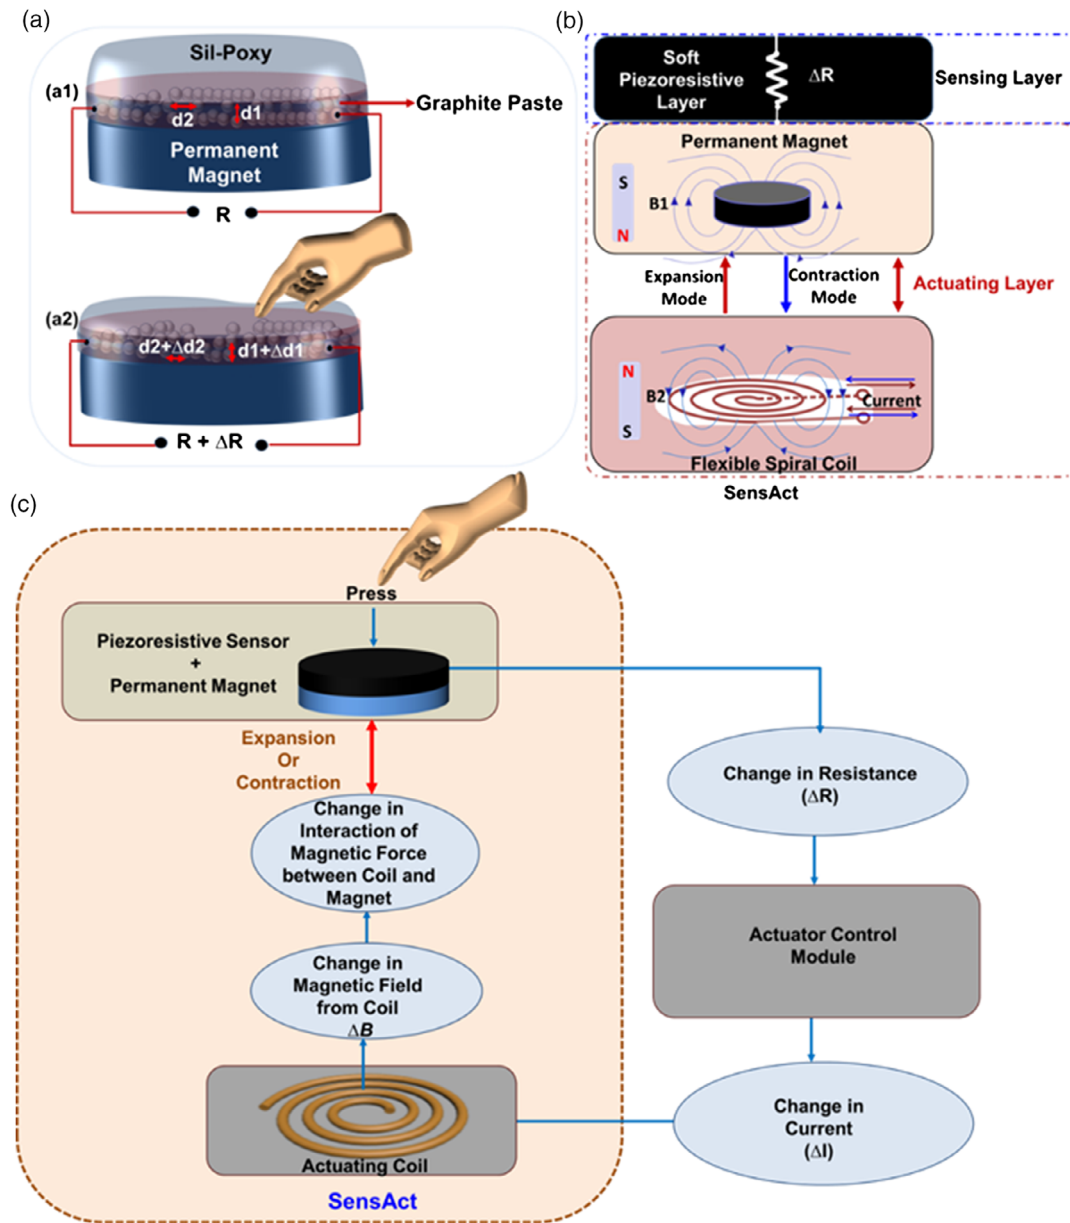 (a)
Sil-Poxy
(a1)
d2
d1
Graphite Paste
Permanent
Magnet
R
(a2)
d2+Δd2
d1+Δd1
R + ΔR
(b)
Soft
Piezoresistive
Layer
ΔR
Sensing Layer
Permanent Magnet
S
B1
N
Expansion
Mode
Contraction
Mode
Actuating Layer
N
B2
S
Current
Flexible Spiral Coil
SensAct
(c)
Press
Piezoresistive Sensor
+
Permanent Magnet
Expansion
Or
Contraction
Change in
Interaction of
Magnetic Force
between Coil and
Magnet
Change in
Magnetic Field
from Coil
ΔB
Actuating Coil
SensAct
Change in Resistance
(ΔR)
Actuator Control
Module
Change in
Current
(ΔI)